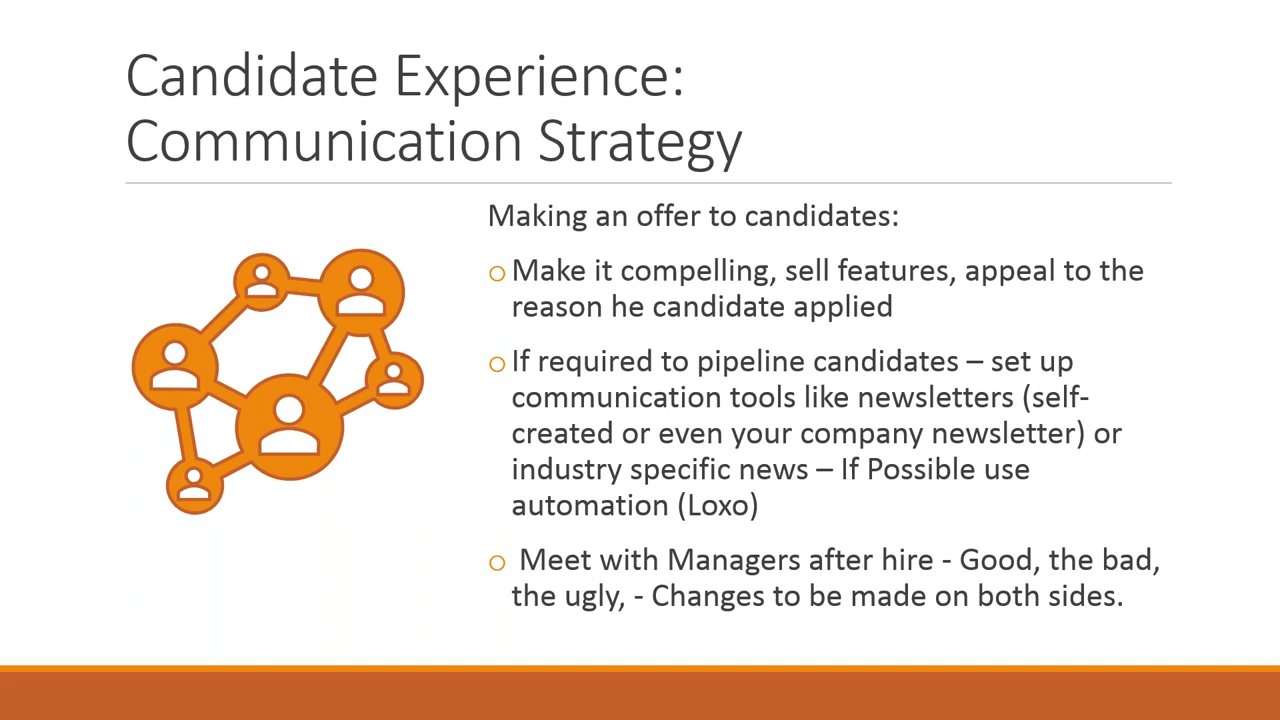 Candidate Experience:
Communication Strategy
Making an offer to candidates:
o Make it compelling, sell features, appeal to the
reason he candidate applied
o If required to pipeline candidates – set up
communication tools like newsletters (self-
created or even your company newsletter) or
industry specific news – If Possible use
automation (Loxo)
o Meet with Managers after hire - Good, the bad,
the ugly, - Changes to be made on both sides.